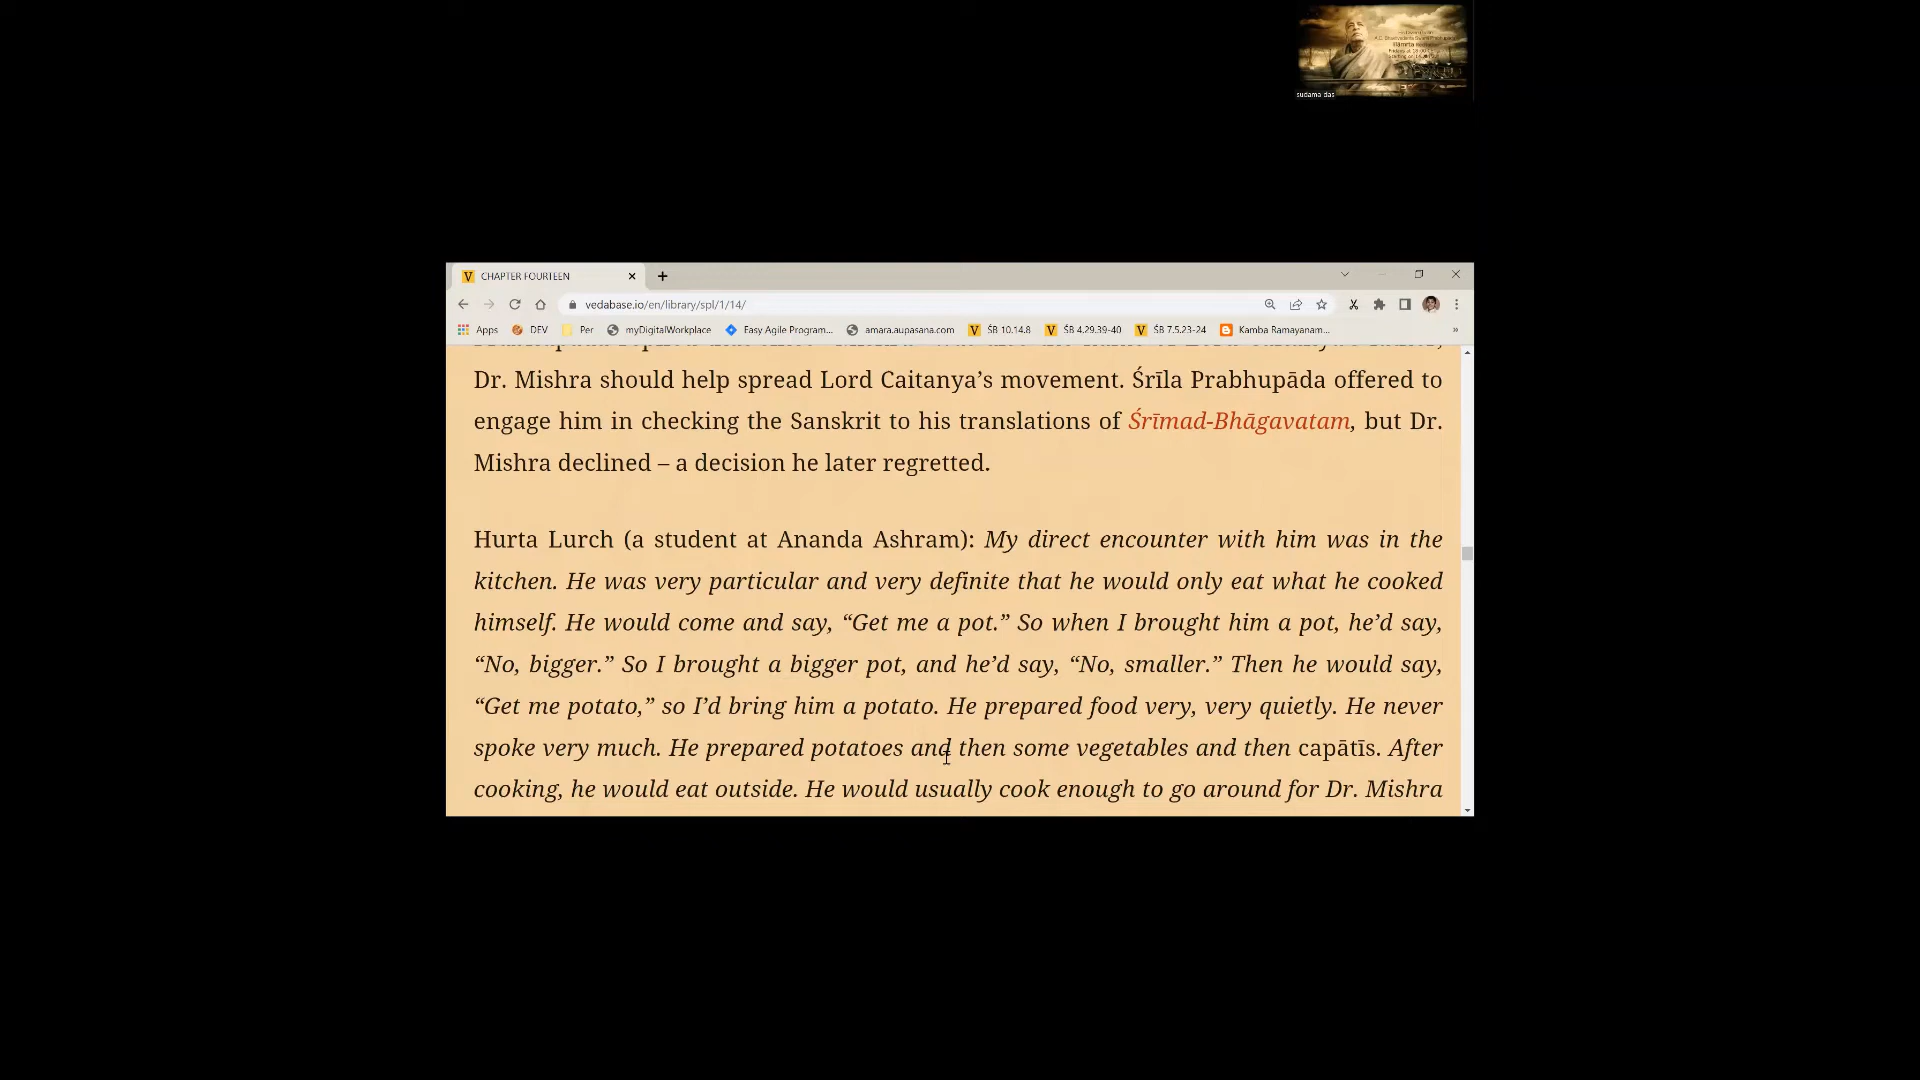 sudama das
CHAPTER FOURTEEN
vedabase.io/en/library/spl/1/14/
Apps DEV Per myDigitalWorkplace Easy Agile Program... amara.aupasana.com ŚB 10.14.8 ŚB 4.29.39-40 ŚB 7.5.23-24 Kamba Ramayanam... »
Dr. Mishra should help spread Lord Caitanya’s movement. Śrīla Prabhupāda offered to
engage him in checking the Sanskrit to his translations of Śrīmad-Bhāgavatam, but Dr.
Mishra declined – a decision he later regretted.
Hurta Lurch (a student at Ananda Ashram): My direct encounter with him was in the
kitchen. He was very particular and very definite that he would only eat what he cooked
himself. He would come and say, “Get me a pot.” So when I brought him a pot, he’d say,
“No, bigger.” So I brought a bigger pot, and he’d say, “No, smaller.” Then he would say,
“Get me potato,” so I’d bring him a potato. He prepared food very, very quietly. He never
spoke very much. He prepared potatoes and then some vegetables and then capātīs. After
cooking, he would eat outside. He would usually cook enough to go around for Dr. Mishra